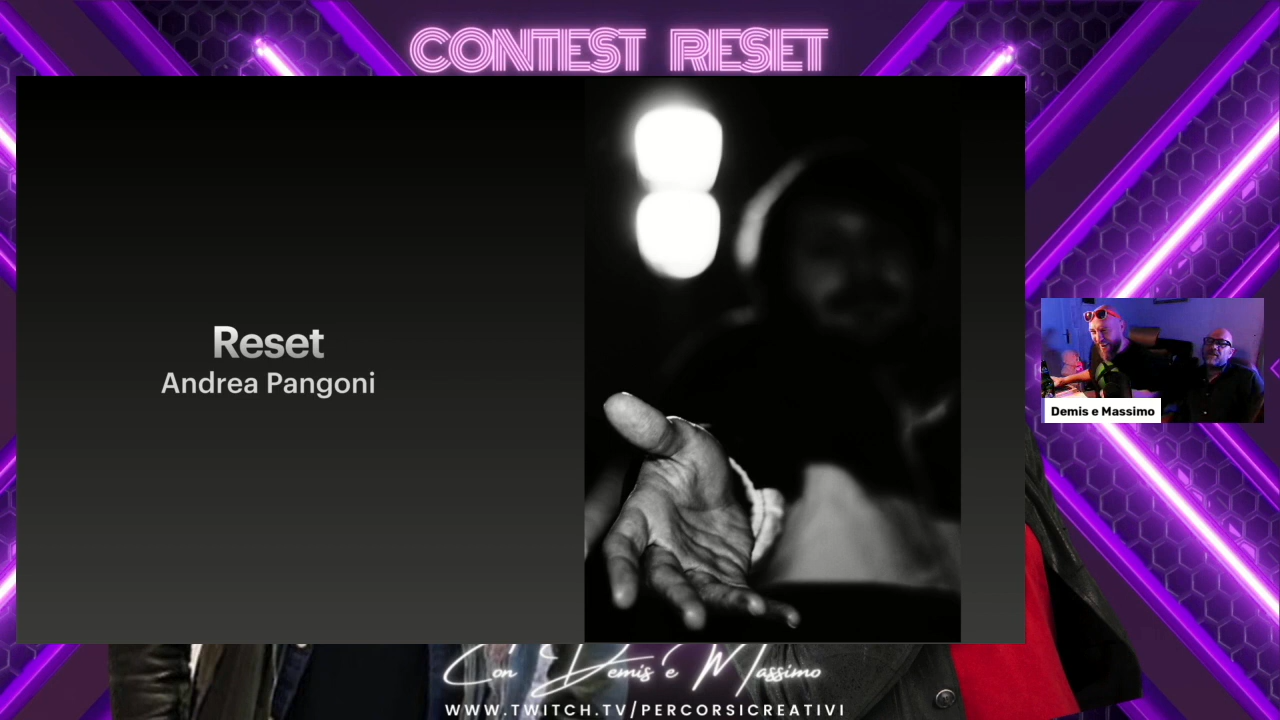 CONTEST RESET
Reset
Andrea Pangoni
Demis e Massimo
Con Demis e Massimo
WWW.TWITCH.TV/PERCORSICREATIVI